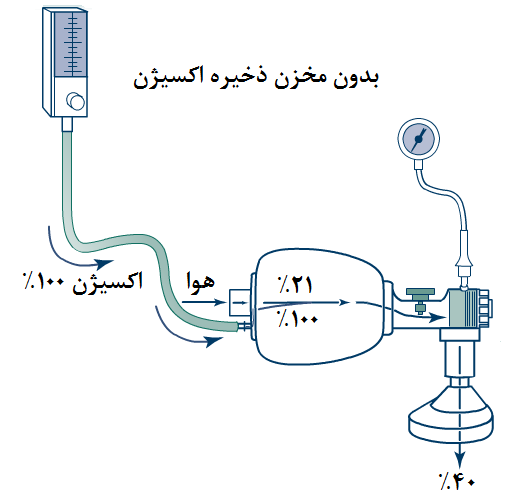 بدون مخزن ذخیره اکسیژن
اکسیژن ۱۰۰٪
هوا
٪۲۱
٪۱۰۰
٪۴۰